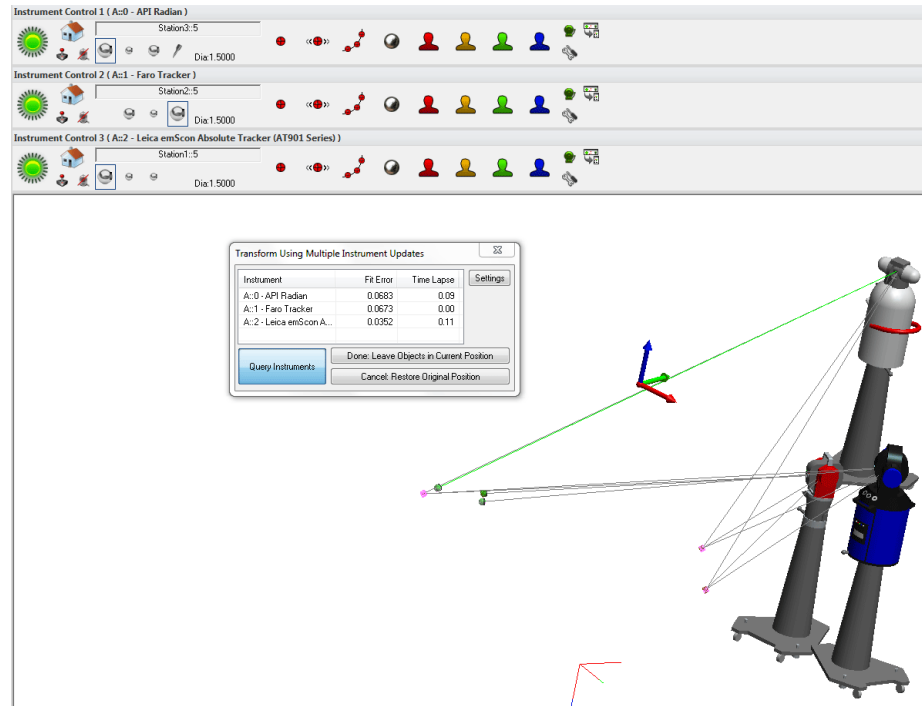 Instrument Control 1 ( A::0 - API Radian )
Station3::5
Dia:1.5000
Instrument Control 2 ( A::1 - Faro Tracker )
Station2::5
Dia:1.5000
Instrument Control 3 ( A::2 - Leica emScon Absolute Tracker (AT901 Series) )
Station1::5
Dia:1.5000
Transform Using Multiple Instrument Updates
Instrument Fit Error Time Lapse
A::0 - API Radian 0.0683 0.09
A::1 - Faro Tracker 0.0673 0.00
A::2 - Leica emScon A... 0.0352 0.11
Settings
Query Instruments
Done: Leave Objects in Current Position
Cancel: Restore Original Position